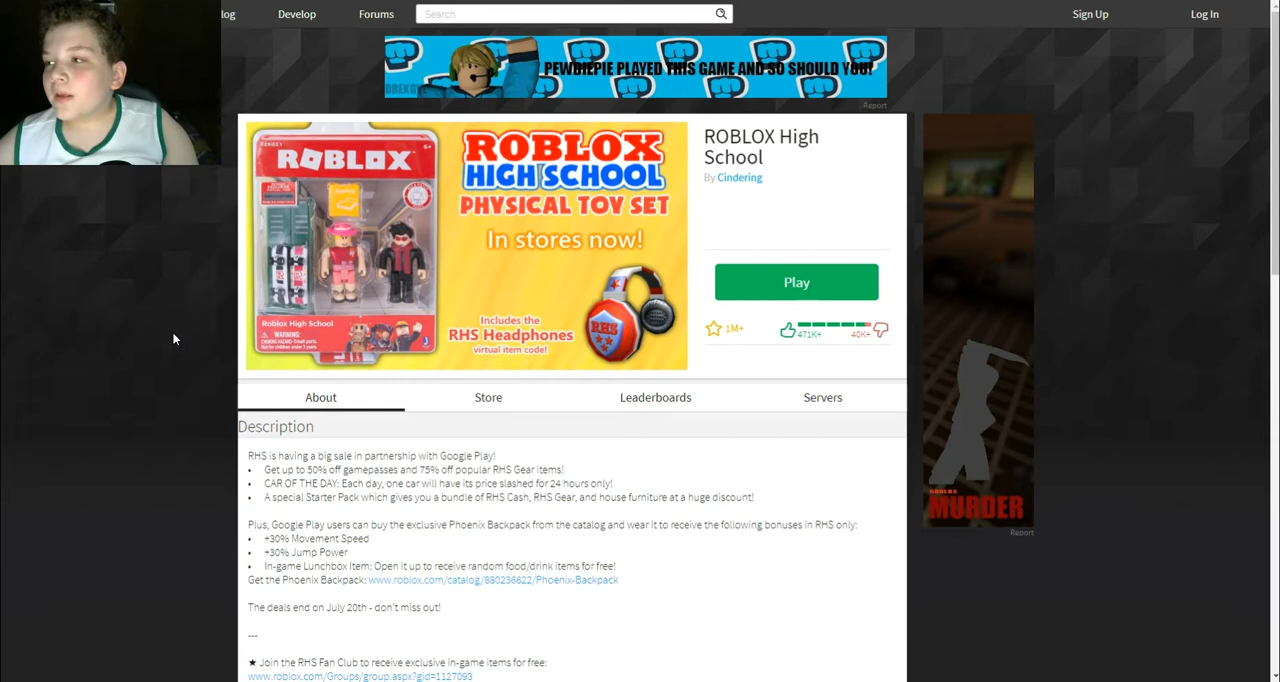 log
Develop
Forums
Search
Sign Up
Log In
PEWDIEPIE PLAYED THIS GAME AND SO SHOULD YOU!
Report
ROBLOX
ROBLOX
HIGH SCHOOL
PHYSICAL TOY SET
In stores now!
Includes the
RHS Headphones
virtual item code!
RHS
Roblox High School
WARNING:
ROBLOX High
School
By Cindering
Play
1M+
471K+
40K+
About
Store
Leaderboards
Servers
Description
RHS is having a big sale in partnership with Google Play!
• Get up to 50% off gamepasses and 75% off popular RHS Gear items!
• CAR OF THE DAY: Each day, one car will have its price slashed for 24 hours only!
• A special Starter Pack which gives you a bundle of RHS Cash, RHS Gear, and house furniture at a huge discount!
Plus, Google Play users can buy the exclusive Phoenix Backpack from the catalog and wear it to receive the following bonuses in RHS only:
• +30% Movement Speed
• +30% Jump Power
• In-game Lunchbox Item: Open it up to receive random food/drink items for free!
Get the Phoenix Backpack: www.roblox.com/catalog/880236622/Phoenix-Backpack
The deals end on July 20th - don't miss out!
---
★ Join the RHS Fan Club to receive exclusive in-game items for free:
www.roblox.com/Groups/group.aspx?gid=1127093
ROBLOX
MURDER
Report